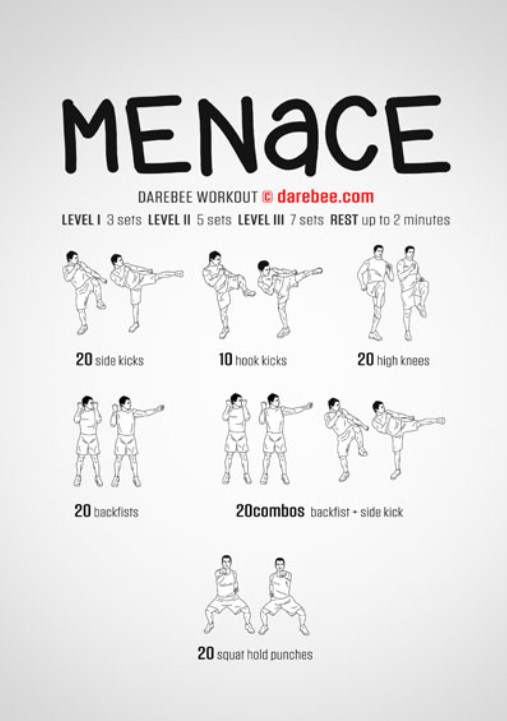 MENaCE
DAREBEE WORKOUT © darebee.com
LEVEL I 3 sets LEVEL II 5 sets LEVEL III 7 sets REST up to 2 minutes
20 side kicks
10 hook kicks
20 high knees
20 backfists
20combos backfist + side kick
20 squat hold punches